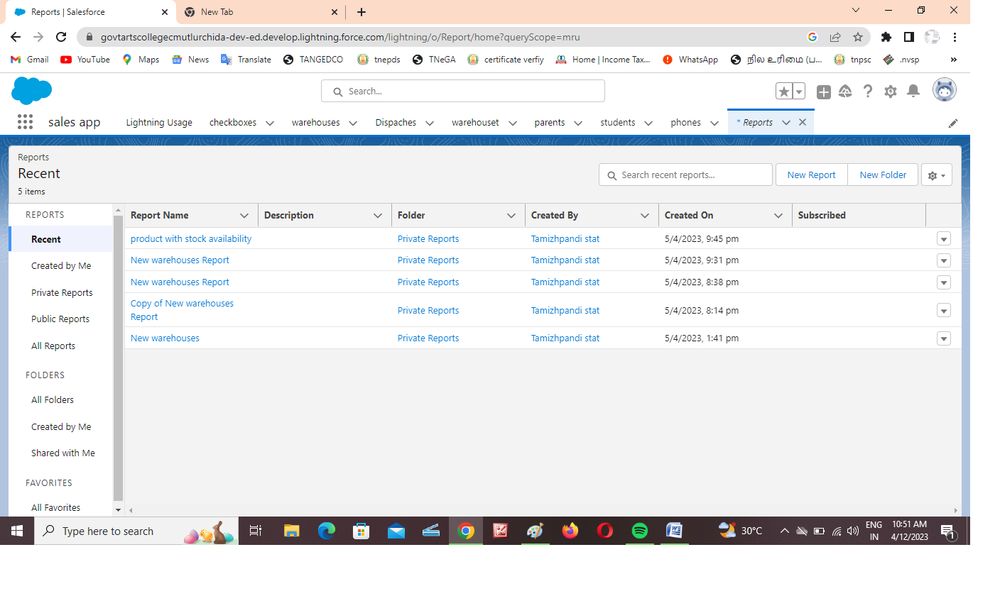 Reports | Salesforce
New Tab
govtartscollegecmutlurchida-dev-ed.develop.lightning.force.com/lightning/o/Report/home?queryScope=mru
Gmail YouTube Maps News Translate TANGEDCO tnepds TNeGA certificate verfiy Home | Income Tax... WhatsApp நில உரிமை (ப... tnpsc .nvsp »
Search...
sales app Lightning Usage checkboxes warehouses Dispaches warehouset parents students phones * Reports
Reports
Recent
5 items
Search recent reports...
New Report New Folder
REPORTS
Recent
Created by Me
Private Reports
Public Reports
All Reports
FOLDERS
All Folders
Created by Me
Shared with Me
FAVORITES
All Favorites
Report Name Description Folder Created By Created On Subscribed
product with stock availability Private Reports Tamizhpandi stat 5/4/2023, 9:45 pm
New warehouses Report Private Reports Tamizhpandi stat 5/4/2023, 9:31 pm
New warehouses Report Private Reports Tamizhpandi stat 5/4/2023, 8:38 pm
Copy of New warehouses
Report Private Reports Tamizhpandi stat 5/4/2023, 8:14 pm
New warehouses Private Reports Tamizhpandi stat 5/4/2023, 1:41 pm
Type here to search
30°C
ENG
IN
10:51 AM
4/12/2023
1